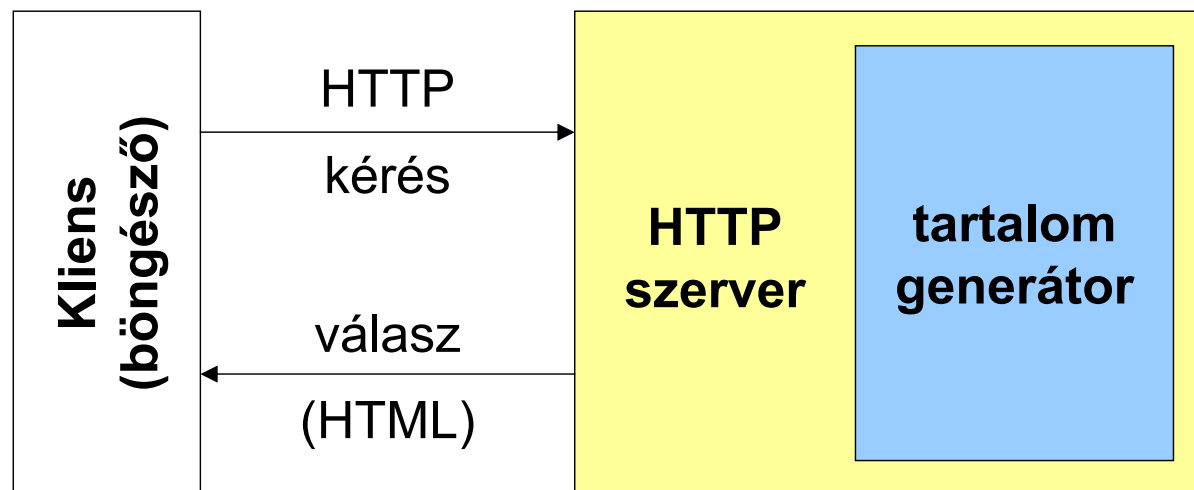 Kliens
(böngésző)
HTTP
kérés
válasz
(HTML)
HTTP
szerver
tartalom
generátor